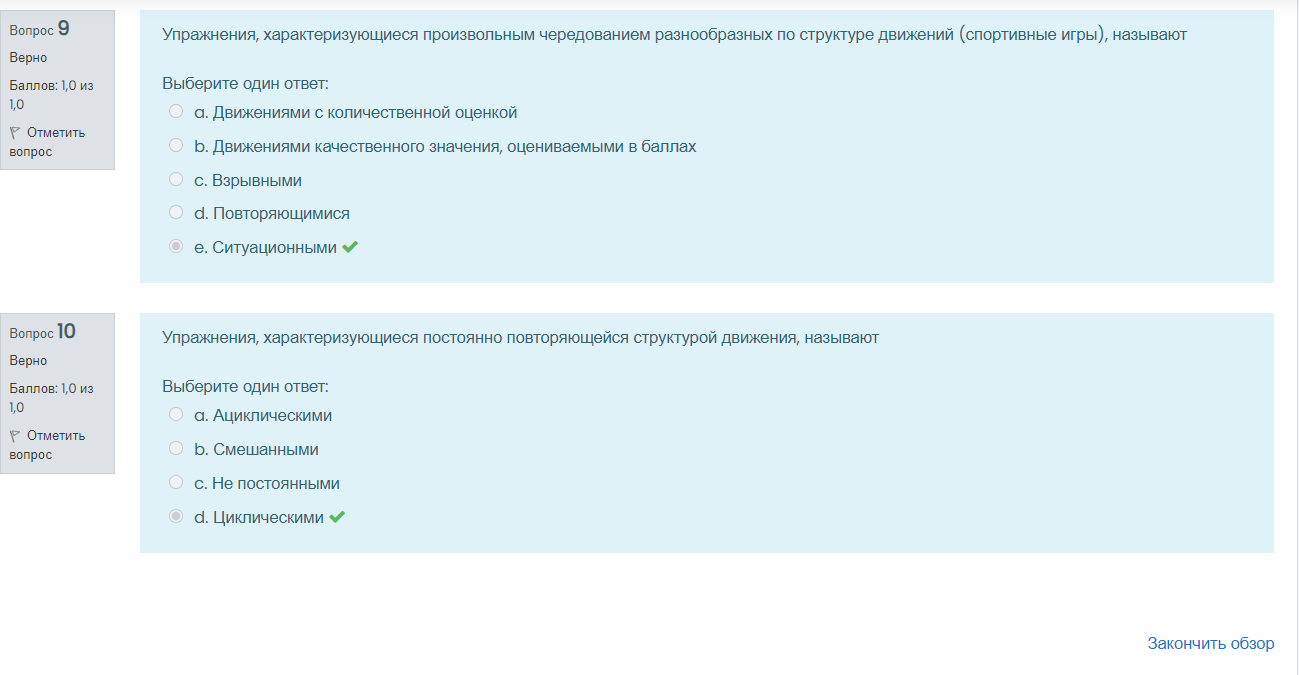 Вопрос 9
Верно
Баллов: 1,0 из
1,0
Отметить
вопрос
Упражнения, характеризующиеся произвольным чередованием разнообразных по структуре движений (спортивные игры), называют
Выберите один ответ:
a. Движениями с количественной оценкой
b. Движениями качественного значения, оцениваемыми в баллах
c. Взрывными
d. Повторяющимися
e. Ситуационными
Вопрос 10
Верно
Баллов: 1,0 из
1,0
Отметить
вопрос
Упражнения, характеризующиеся постоянно повторяющейся структурой движения, называют
Выберите один ответ:
a. Ациклическими
b. Смешанными
c. Не постоянными
d. Циклическими
Закончить обзор